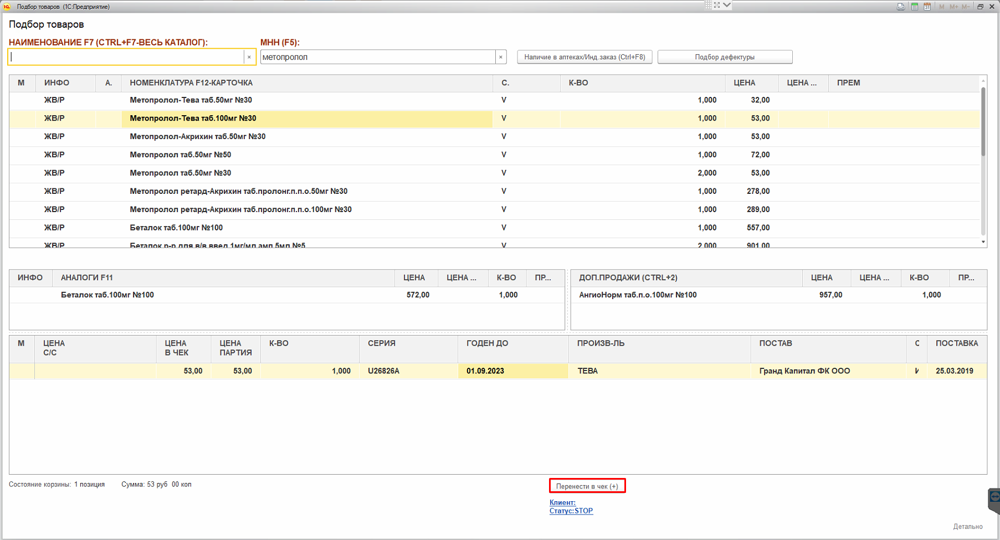 Подбор товаров (1С:Предприятие)
M M+ M-
Подбор товаров
НАИМЕНОВАНИЕ F7 (CTRL+F7-ВЕСЬ КАТАЛОГ): МНН (F5):
метопролол Наличие в аптеках/Инд.заказ (Ctrl+F8) Подбор дефектуры
М ИНФО А. НОМЕНКЛАТУРА F12-КАРТОЧКА С. К-ВО ЦЕНА ЦЕНА ... ПРЕМ
ЖВ/Р Метопролол-Тева таб.50мг №30 V 1,000 32,00
ЖВ/Р Метопролол-Тева таб.100мг №30 V 1,000 53,00
ЖВ/Р Метопролол-Акрихин таб.50мг №30 V 1,000 53,00
ЖВ/Р Метопролол таб.50мг №50 V 1,000 72,00
ЖВ/Р Метопролол таб.50мг №30 V 2,000 53,00
ЖВ/Р Метопролол ретард-Акрихин таб.пролонг.п.п.о.50мг №30 V 1,000 278,00
ЖВ/Р Метопролол ретард-Акрихин таб.пролонг.п.п.о.100мг №30 V 1,000 289,00
ЖВ/Р Беталок таб.100мг №100 V 1,000 557,00
ЖВ/Р Беталок р-р для в/в введ 1мг/мл амп 5мл №5 V 2,000 901,00
ИНФО АНАЛОГИ F11 ЦЕНА ЦЕНА ... К-ВО ПР...
Беталок таб.100мг №100 572,00 1,000
ДОП.ПРОДАЖИ (CTRL+2) ЦЕНА ЦЕНА ... К-ВО ПР...
АнгиоНорм таб.п.о.100мг №100 957,00 1,000
М ЦЕНА С/С ЦЕНА В ЧЕК ЦЕНА ПАРТИЯ К-ВО СЕРИЯ ГОДЕН ДО ПРОИЗВ-ЛЬ ПОСТАВ С ПОСТАВКА
53,00 53,00 1,000 U26826A 01.09.2023 ТЕВА Гранд Капитал ФК ООО И 25.03.2019
Состояние корзины: 1 позиция Сумма: 53 руб 00 коп
Перенести в чек (+)
Клиент:
Статус:STOP
Детально